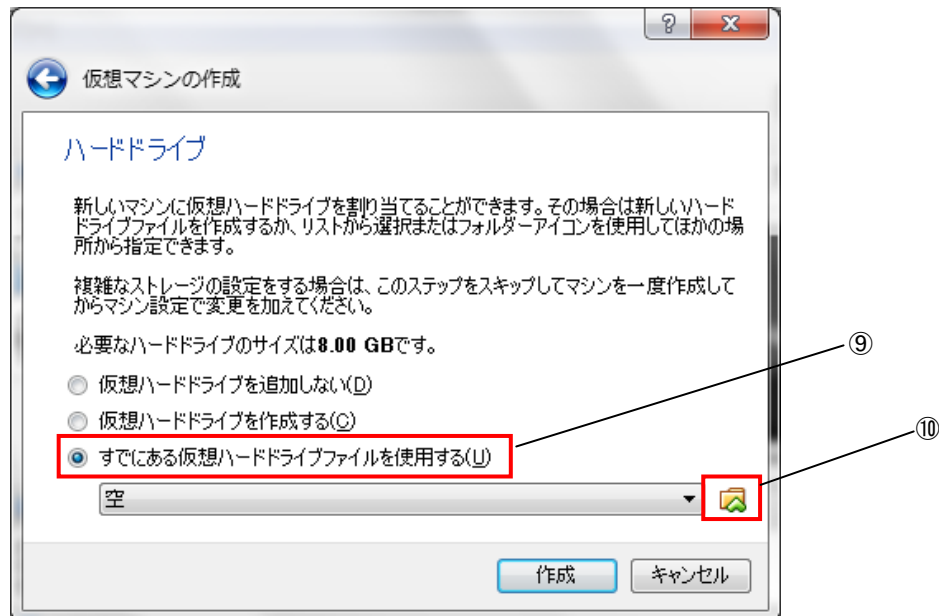 ?
X
仮想マシンの作成
ハードドライブ
新しいマシンに仮想ハードドライブを割り当てることができます。その場合は新しいハード
ドライブファイルを作成するか、リストから選択またはフォルダーアイコンを使用してほかの場
所から指定できます。
複雑なストレージの設定をする場合は、このステップをスキップしてマシンを一度作成して
からマシン設定で変更を加えてください。
必要なハードドライブのサイズは8.00 GBです。
⑨
仮想ハードドライブを追加しない(D)
仮想ハードドライブを作成する(C)
⑩
すでにある仮想ハードドライブファイルを使用する(U)
空
作成 キャンセル